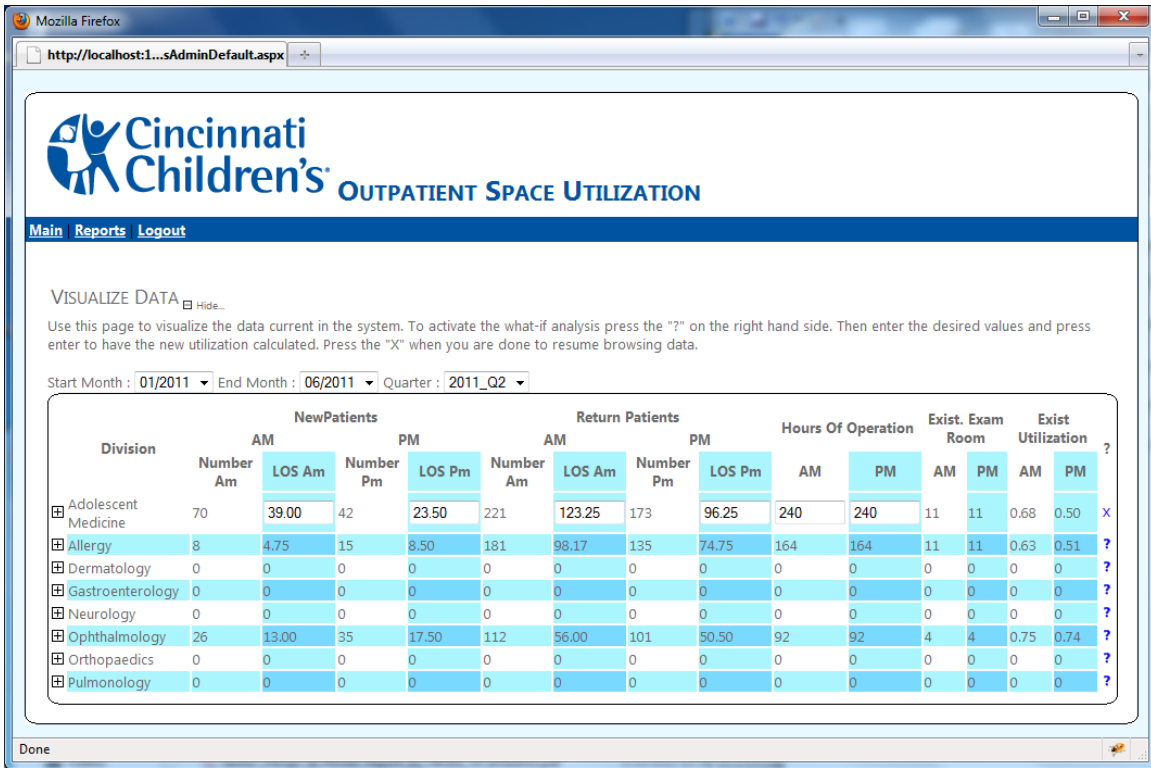 Mozilla Firefox
http://localhost:1...sAdminDefault.aspx
Cincinnati
Children's OUTPATIENT SPACE UTILIZATION
Main Reports Logout
VISUALIZE DATA Hide...
Use this page to visualize the data current in the system. To activate the what-if analysis press the "?" on the right hand side. Then enter the desired values and press
enter to have the new utilization calculated. Press the "X" when you are done to resume browsing data.
Start Month : 01/2011 End Month : 06/2011 Quarter : 2011_Q2
Division NewPatients Return Patients Hours Of Operation Exist. Exam Room Exist Utilization ?
AM PM AM PM
Number Am LOS Am Number Pm LOS Pm Number Am LOS Am Number Pm LOS Pm AM PM AM PM AM PM
Adolescent Medicine 70 39.00 42 23.50 221 123.25 173 96.25 240 240 11 11 0.68 0.50 X
Allergy 8 4.75 15 8.50 181 98.17 135 74.75 164 164 11 11 0.63 0.51 ?
Dermatology 0 0 0 0 0 0 0 0 0 0 0 0 0 0 ?
Gastroenterology 0 0 0 0 0 0 0 0 0 0 0 0 0 0 ?
Neurology 0 0 0 0 0 0 0 0 0 0 0 0 0 0 ?
Ophthalmology 26 13.00 35 17.50 112 56.00 101 50.50 92 92 4 4 0.75 0.74 ?
Orthopaedics 0 0 0 0 0 0 0 0 0 0 0 0 0 0 ?
Pulmonology 0 0 0 0 0 0 0 0 0 0 0 0 0 0 ?
Done